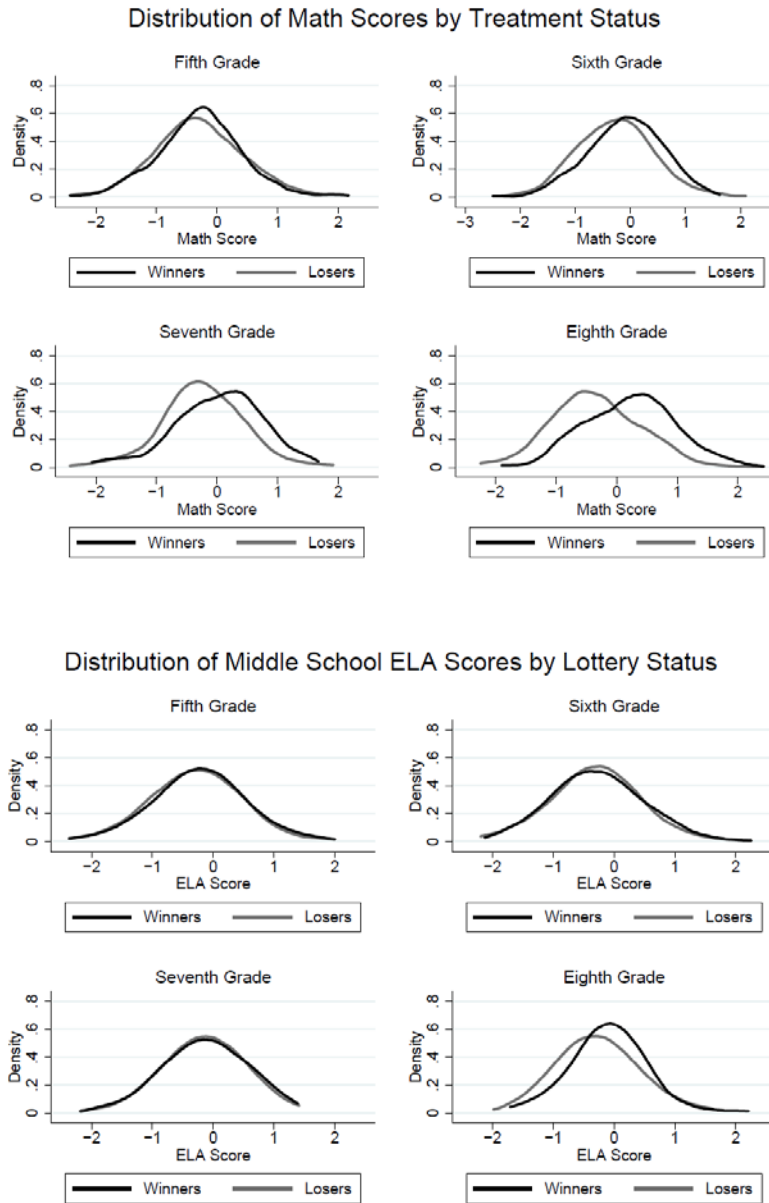 Distribution of Math Scores by Treatment Status
Fifth Grade
Density
0 .2 .4 .6 .8
−2 −1 0 1 2
Math Score
Winners Losers
Sixth Grade
Density
0 .2 .4 .6 .8
−3 −2 −1 0 1 2
Math Score
Winners Losers
Seventh Grade
Density
0 .2 .4 .6 .8
−2 −1 0 1 2
Math Score
Winners Losers
Eighth Grade
Density
0 .2 .4 .6 .8
−2 −1 0 1 2
Math Score
Winners Losers
Distribution of Middle School ELA Scores by Lottery Status
Fifth Grade
Density
0 .2 .4 .6 .8
−2 −1 0 1 2
ELA Score
Winners Losers
Sixth Grade
Density
0 .2 .4 .6 .8
−2 −1 0 1 2
ELA Score
Winners Losers
Seventh Grade
Density
0 .2 .4 .6 .8
−2 −1 0 1 2
ELA Score
Winners Losers
Eighth Grade
Density
0 .2 .4 .6 .8
−2 −1 0 1 2
ELA Score
Winners Losers